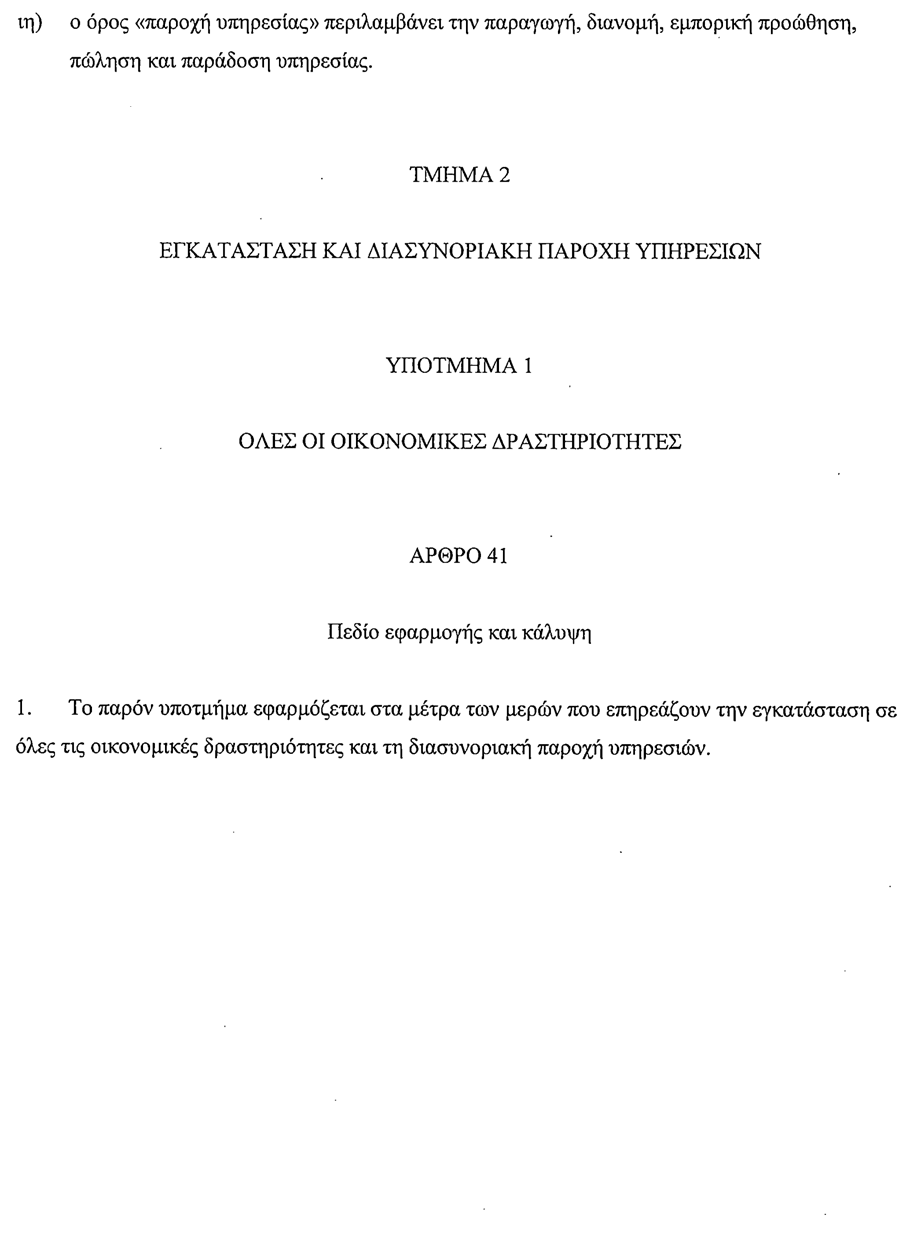 ιη) ο όρος «παροχή υπηρεσίας» περιλαμβάνει την παραγωγή, διανομή, εμπορική προώθηση,
πώληση και παράδοση υπηρεσίας.
ΤΜΗΜΑ 2
ΕΓΚΑΤΑΣΤΑΣΗ ΚΑΙ ΔΙΑΣΥΝΟΡΙΑΚΗ ΠΑΡΟΧΗ ΥΠΗΡΕΣΙΩΝ
ΥΠΟΤΜΗΜΑ 1
ΟΛΕΣ ΟΙ ΟΙΚΟΝΟΜΙΚΕΣ ΔΡΑΣΤΗΡΙΟΤΗΤΕΣ
ΑΡΘΡΟ 41
Πεδίο εφαρμογής και κάλυψη
1. Το παρόν υποτμήμα εφαρμόζεται στα μέτρα των μερών που επηρεάζουν την εγκατάσταση σε
όλες τις οικονομικές δραστηριότητες και τη διασυνοριακή παροχή υπηρεσιών.